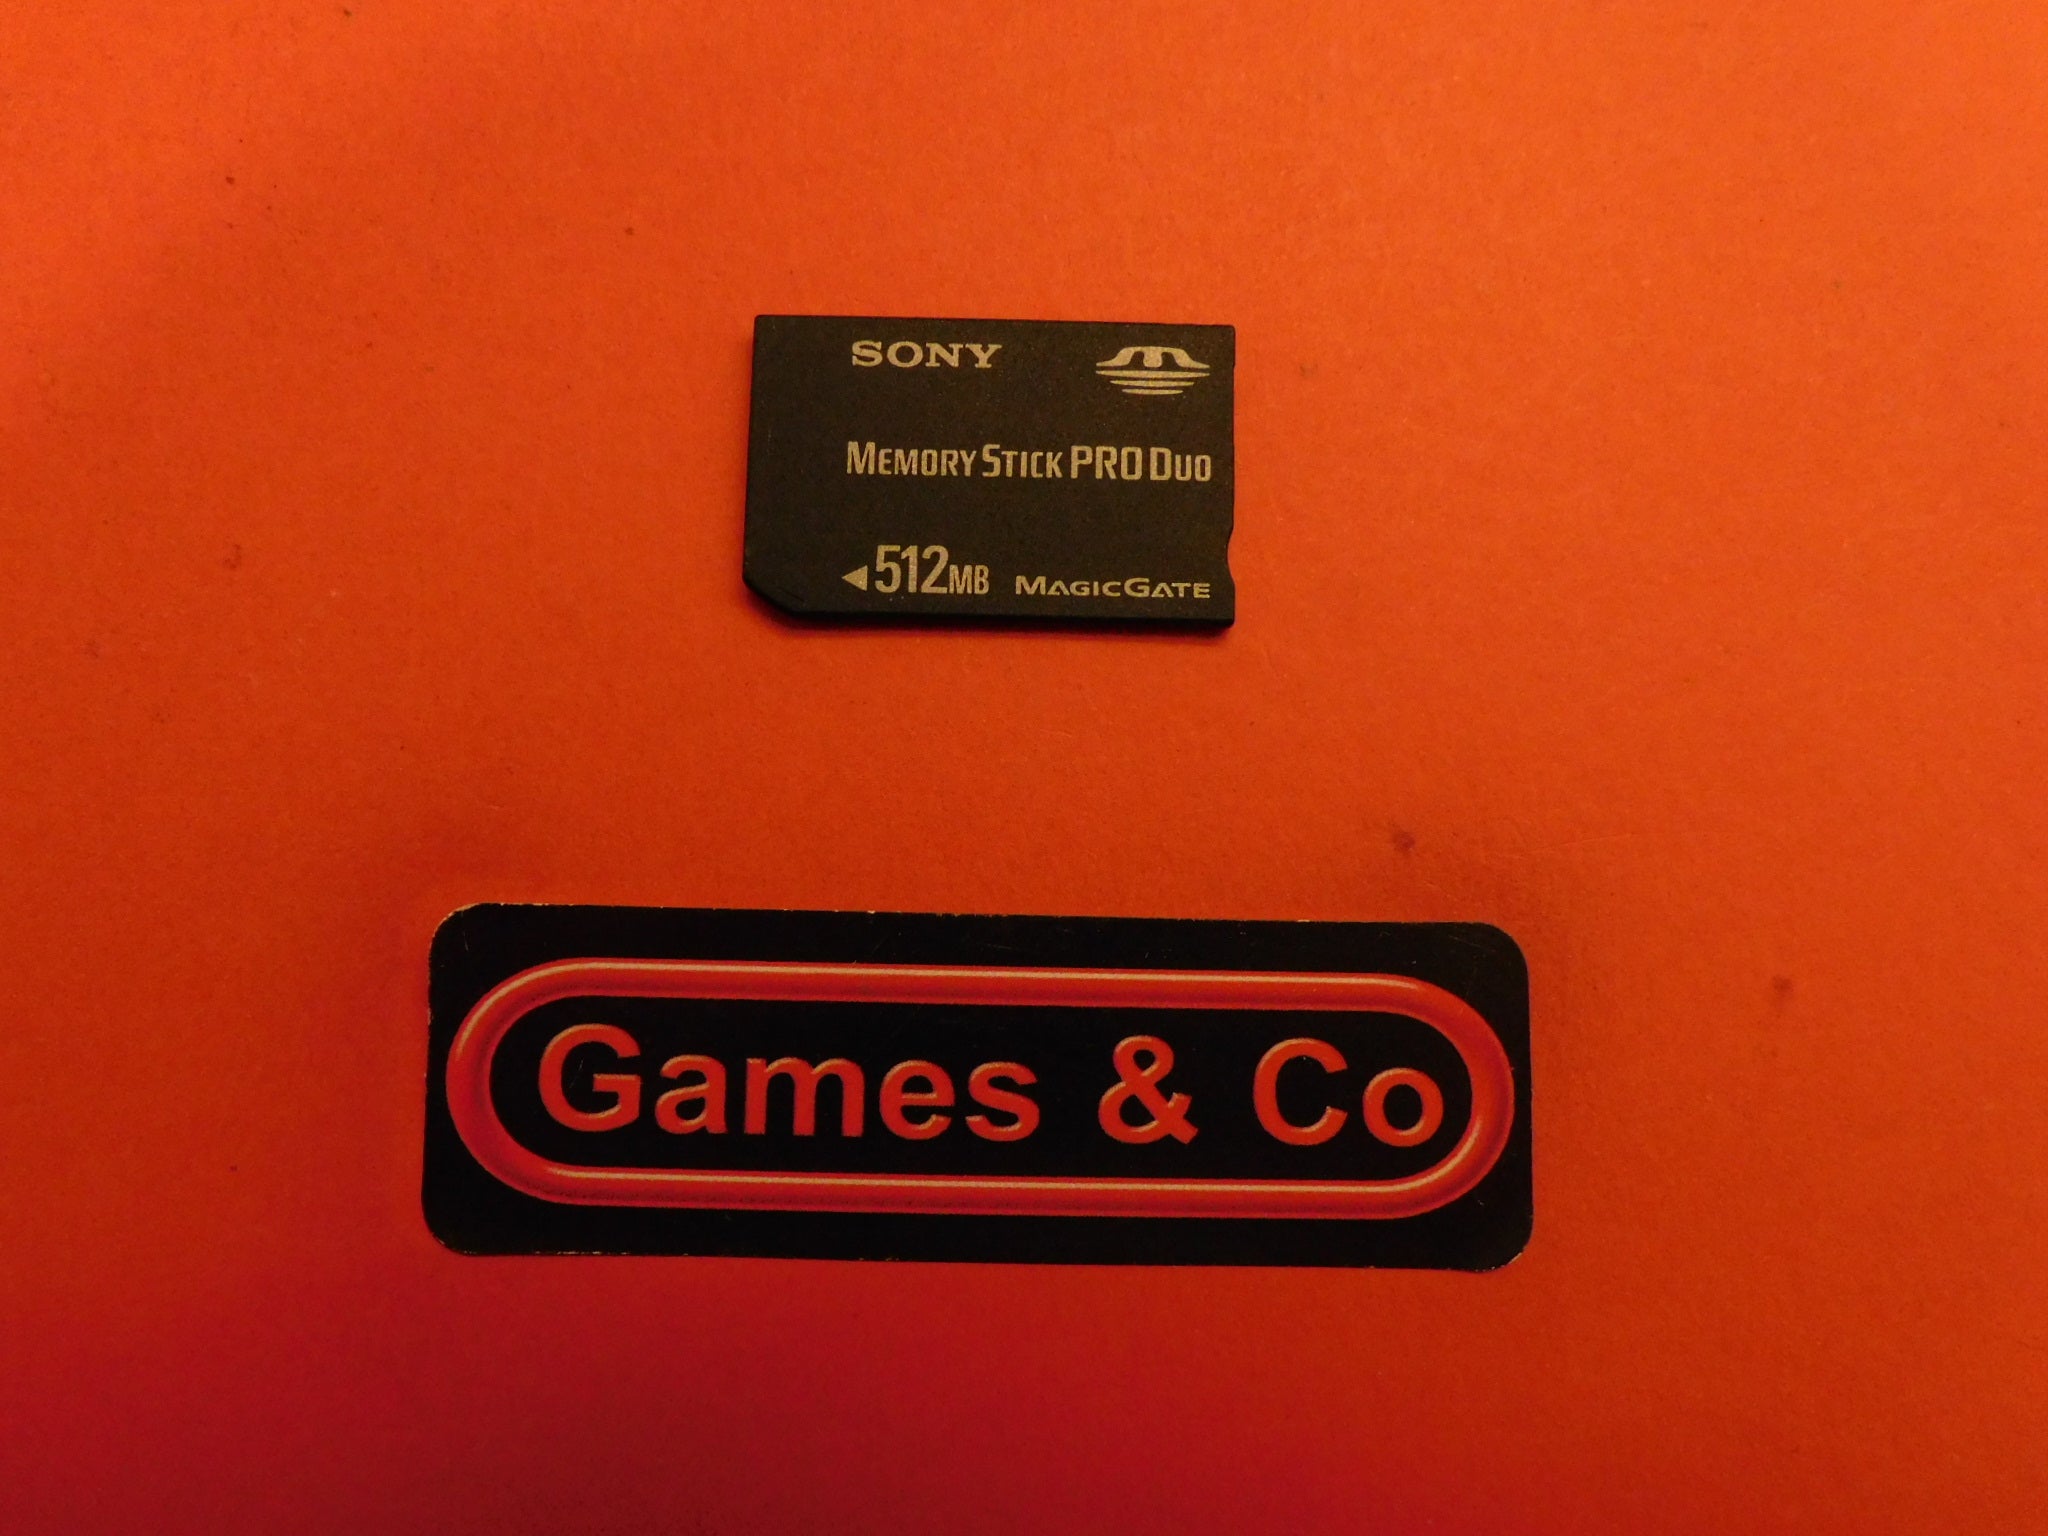 SONY
MEMORY STICK PRO DUO
512MB MAGICGATE
Games & Co